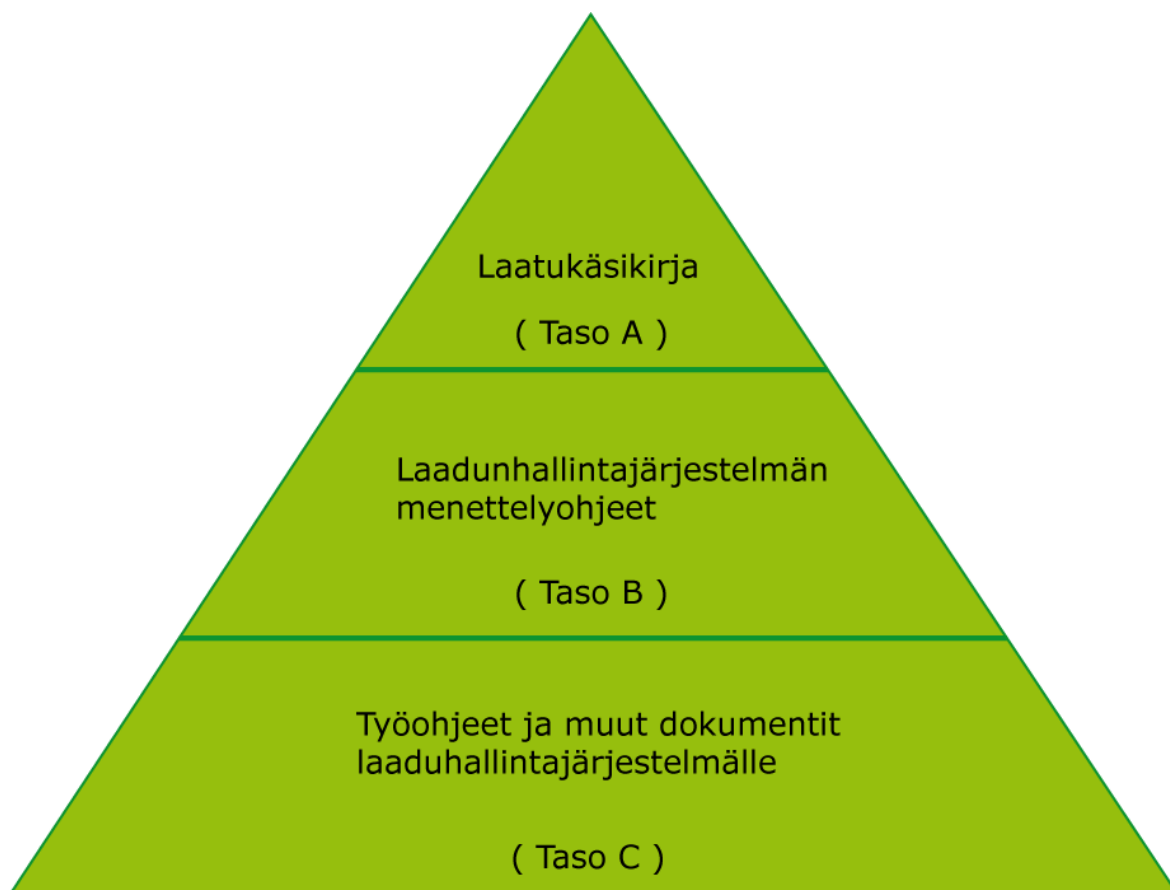 Laatukäsikirja
( Taso A )
Laadunhallintajärjestelmän
menettelyohjeet
( Taso B )
Työohjeet ja muut dokumentit
laaduhallintajärjestelmälle
( Taso C )